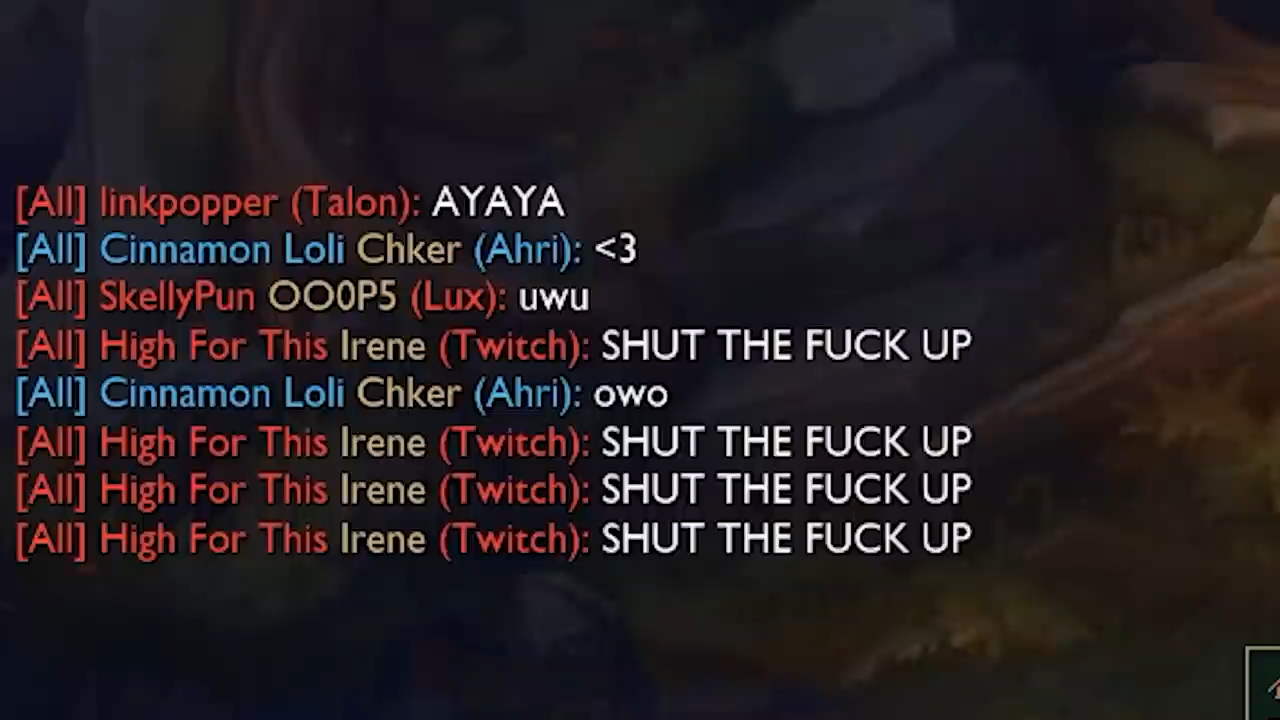 [All] linkpopper (Talon): AYAYA
[All] Cinnamon Loli Chker (Ahri): <3
[All] SkellyPun OO0P5 (Lux): uwu
[All] High For This Irene (Twitch): SHUT THE FUCK UP
[All] Cinnamon Loli Chker (Ahri): owo
[All] High For This Irene (Twitch): SHUT THE FUCK UP
[All] High For This Irene (Twitch): SHUT THE FUCK UP
[All] High For This Irene (Twitch): SHUT THE FUCK UP